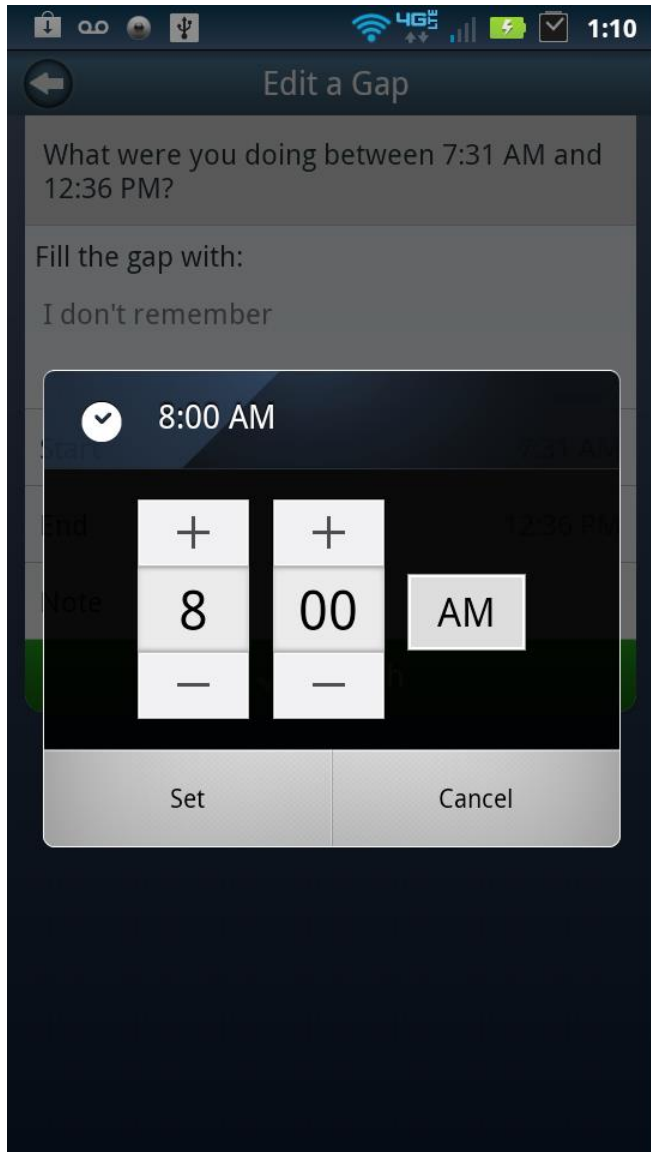 4G LTE 1:10
Edit a Gap
What were you doing between 7:31 AM and
12:36 PM?
Fill the gap with:
I don't remember
8:00 AM
Start 7:31 AM
End 12:36 PM
+ +
8 00 AM
Note
— —
Set Cancel